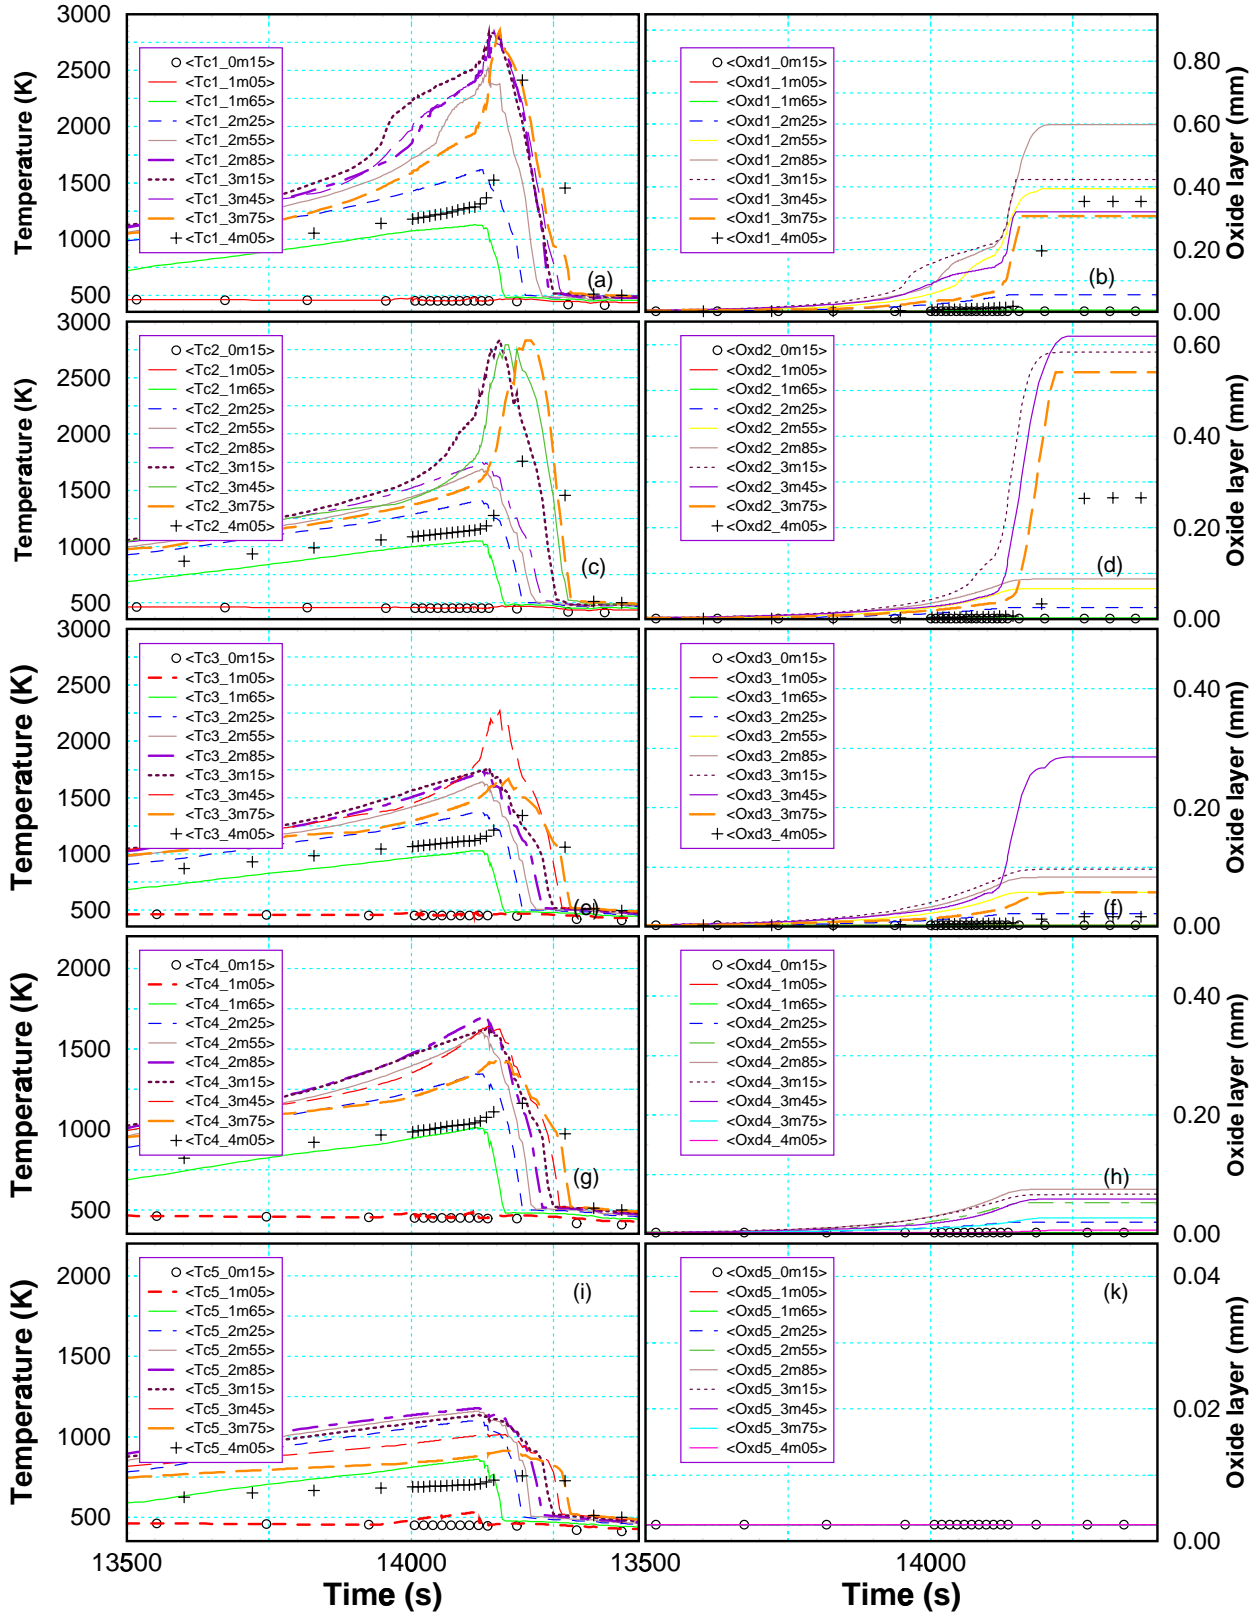 3000
2500
2000
1500
1000
500
Temperature (K)
<Tc1_0m15>
<Tc1_1m05>
<Tc1_1m65>
<Tc1_2m25>
<Tc1_2m55>
<Tc1_2m85>
<Tc1_3m15>
<Tc1_3m45>
<Tc1_3m75>
<Tc1_4m05>
(a)
<Oxd1_0m15>
<Oxd1_1m05>
<Oxd1_1m65>
<Oxd1_2m25>
<Oxd1_2m55>
<Oxd1_2m85>
<Oxd1_3m15>
<Oxd1_3m45>
<Oxd1_3m75>
<Oxd1_4m05>
(b)
0.80
0.60
0.40
0.20
0.00
Oxide layer (mm)
3000
2500
2000
1500
1000
500
Temperature (K)
<Tc2_0m15>
<Tc2_1m05>
<Tc2_1m65>
<Tc2_2m25>
<Tc2_2m55>
<Tc2_2m85>
<Tc2_3m15>
<Tc2_3m45>
<Tc2_3m75>
<Tc2_4m05>
(c)
<Oxd2_0m15>
<Oxd2_1m05>
<Oxd2_1m65>
<Oxd2_2m25>
<Oxd2_2m55>
<Oxd2_2m85>
<Oxd2_3m15>
<Oxd2_3m45>
<Oxd2_3m75>
<Oxd2_4m05>
(d)
0.60
0.40
0.20
0.00
Oxide layer (mm)
3000
2500
2000
1500
1000
500
Temperature (K)
<Tc3_0m15>
<Tc3_1m05>
<Tc3_1m65>
<Tc3_2m25>
<Tc3_2m55>
<Tc3_2m85>
<Tc3_3m15>
<Tc3_3m45>
<Tc3_3m75>
<Tc3_4m05>
(e)
<Oxd3_0m15>
<Oxd3_1m05>
<Oxd3_1m65>
<Oxd3_2m25>
<Oxd3_2m55>
<Oxd3_2m85>
<Oxd3_3m15>
<Oxd3_3m45>
<Oxd3_3m75>
<Oxd3_4m05>
(f)
0.40
0.20
0.00
Oxide layer (mm)
2000
1500
1000
500
Temperature (K)
<Tc4_0m15>
<Tc4_1m05>
<Tc4_1m65>
<Tc4_2m25>
<Tc4_2m55>
<Tc4_2m85>
<Tc4_3m15>
<Tc4_3m45>
<Tc4_3m75>
<Tc4_4m05>
(g)
<Oxd4_0m15>
<Oxd4_1m05>
<Oxd4_1m65>
<Oxd4_2m25>
<Oxd4_2m55>
<Oxd4_2m85>
<Oxd4_3m15>
<Oxd4_3m45>
<Oxd4_3m75>
<Oxd4_4m05>
(h)
0.40
0.20
0.00
Oxide layer (mm)
2000
1500
1000
500
Temperature (K)
<Tc5_0m15>
<Tc5_1m05>
<Tc5_1m65>
<Tc5_2m25>
<Tc5_2m55>
<Tc5_2m85>
<Tc5_3m15>
<Tc5_3m45>
<Tc5_3m75>
<Tc5_4m05>
(i)
<Oxd5_0m15>
<Oxd5_1m05>
<Oxd5_1m65>
<Oxd5_2m25>
<Oxd5_2m55>
<Oxd5_2m85>
<Oxd5_3m15>
<Oxd5_3m45>
<Oxd5_3m75>
<Oxd5_4m05>
(k)
0.04
0.02
0.00
Oxide layer (mm)
13500 14000 13500 14000
Time (s) Time (s)